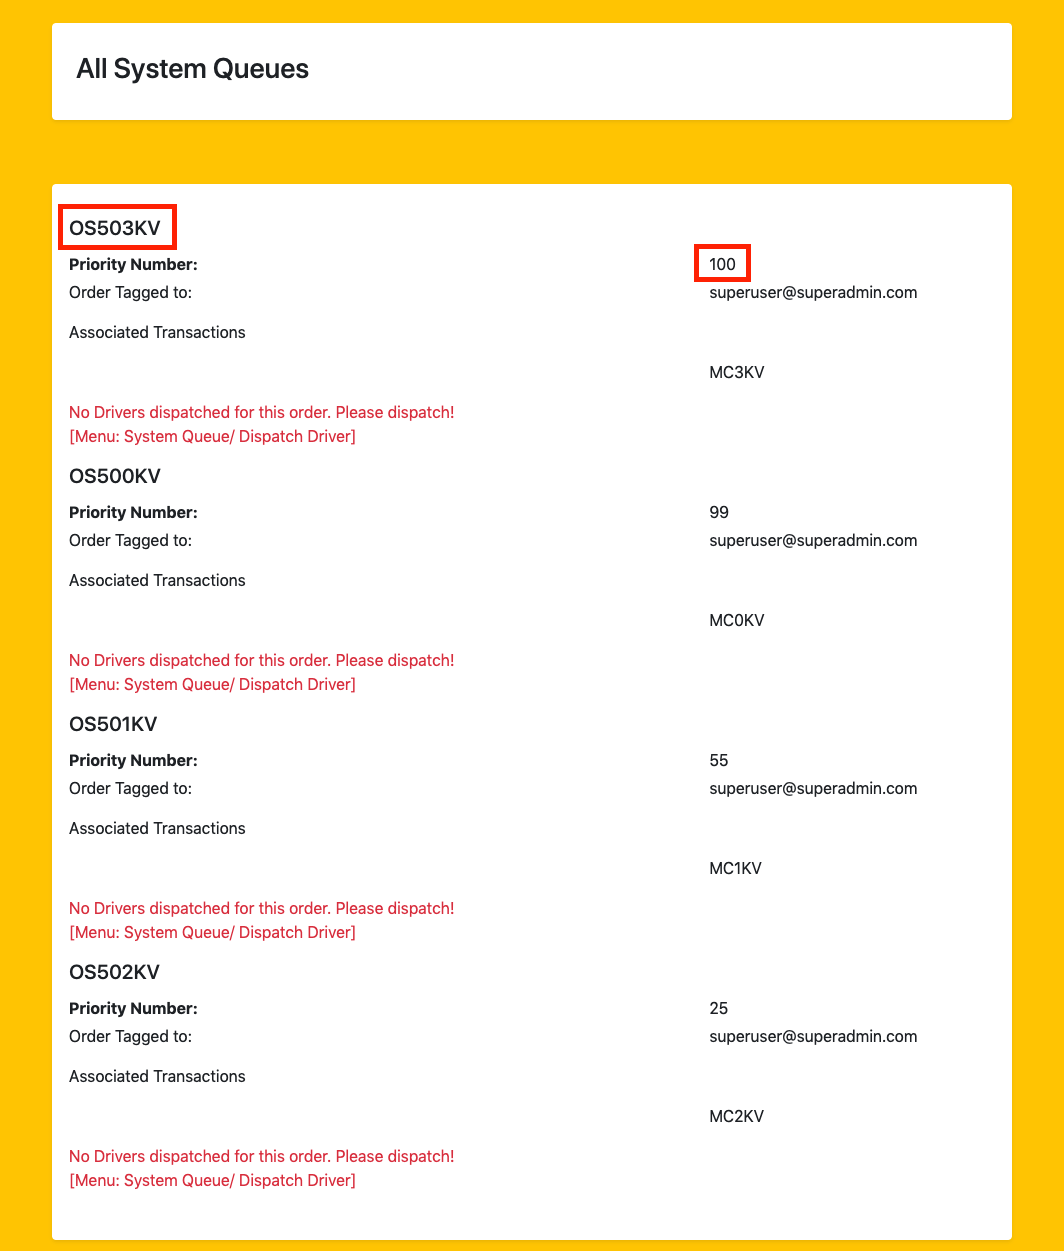 All System Queues
OS503KV
Priority Number: 100
Order Tagged to: superuser@superadmin.com
Associated Transactions
MC3KV
No Drivers dispatched for this order. Please dispatch!
[Menu: System Queue/ Dispatch Driver]
OS500KV
Priority Number: 99
Order Tagged to: superuser@superadmin.com
Associated Transactions
MC0KV
No Drivers dispatched for this order. Please dispatch!
[Menu: System Queue/ Dispatch Driver]
OS501KV
Priority Number: 55
Order Tagged to: superuser@superadmin.com
Associated Transactions
MC1KV
No Drivers dispatched for this order. Please dispatch!
[Menu: System Queue/ Dispatch Driver]
OS502KV
Priority Number: 25
Order Tagged to: superuser@superadmin.com
Associated Transactions
MC2KV
No Drivers dispatched for this order. Please dispatch!
[Menu: System Queue/ Dispatch Driver]